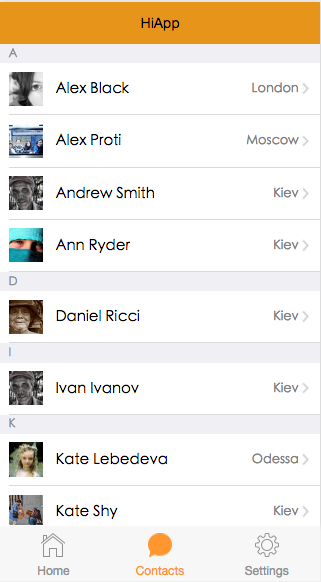 HiApp
A
Alex Black London
Alex Proti Moscow
Andrew Smith Kiev
Ann Ryder Kiev
D
Daniel Ricci Kiev
I
Ivan Ivanov Kiev
K
Kate Lebedeva Odessa
Kate Shy Kiev
Home Contacts Settings